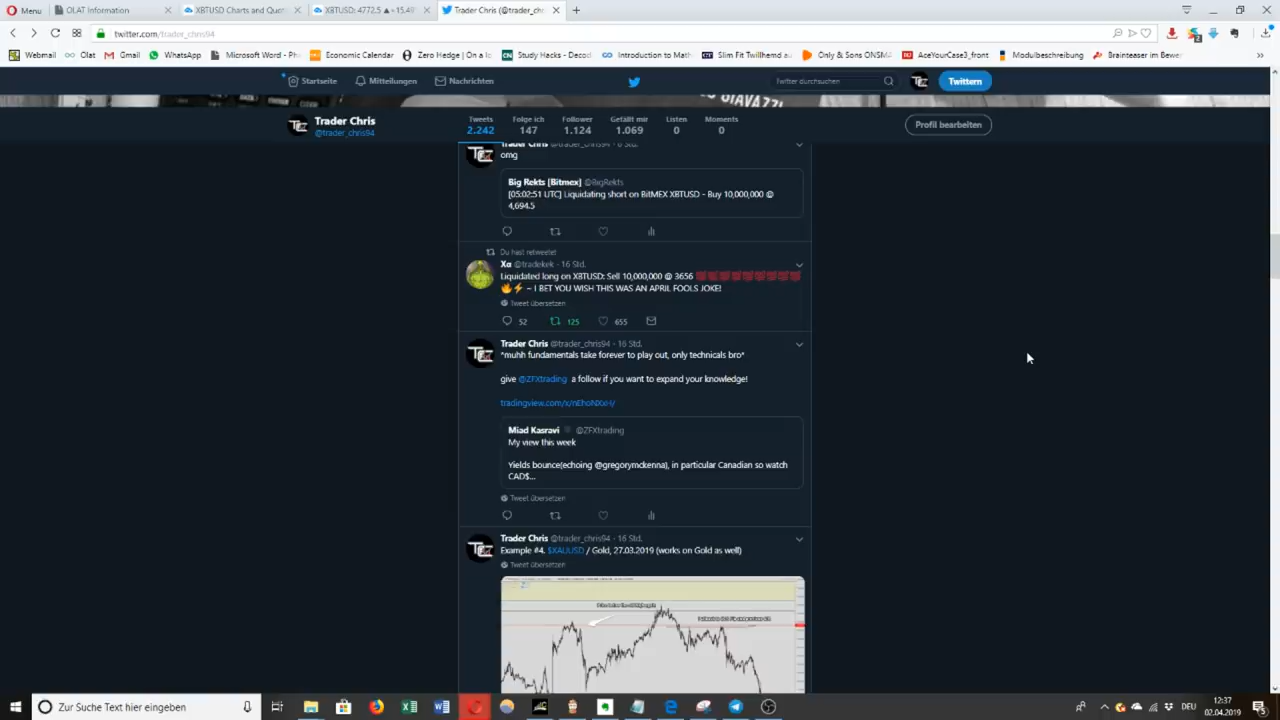 Menu
OLAT Information
XBTUSD Charts and Quot
XBTUSD: 4772.5 ▲+15.49
Trader Chris (@trader_ch
twitter.com/trader_chris94
Webmail
Olat
Gmail
WhatsApp
Microsoft Word - Ph
Economic Calendar
Zero Hedge | On a lo
Study Hacks - Decod
Introduction to Math
Slim Fit Twillhemd au
Only & Sons ONSMA
AceYourCase3_front
Modulbeschreibung
Brainteaser im Bewer
Startseite
Mitteilungen
Nachrichten
Twitter durchsuchen
Twittern
Trader Chris
@trader_chris94
Tweets
2.242
Folge ich
147
Follower
1.124
Gefällt mir
1.069
Listen
0
Moments
0
Profil bearbeiten
Trader Chris @trader_chris94 · 8 Std.
omg
Big Rekts [Bitmex] @BigRekts
[05:02:51 UTC] Liquidating short on BitMEX XBTUSD - Buy 10,000,000 @
4,694.5
Du hast retweetet
Xα @tradekek · 16 Std.
Liquidated long on XBTUSD: Sell 10,000,000 @ 3656
~ I BET YOU WISH THIS WAS AN APRIL FOOLS JOKE!
Tweet übersetzen
52
125
655
Trader Chris @trader_chris94 · 16 Std.
*muhh fundamentals take forever to play out, only technicals bro*
give @ZFXtrading a follow if you want to expand your knowledge!
Miad Kasravi @ZFXtrading
My view this week
Yields bounce(echoing @gregorymckenna), in particular Canadian so watch
CAD$...
Tweet übersetzen
Trader Chris @trader_chris94 · 16 Std.
Example #4. $XAUUSD / Gold, 27.03.2019 (works on Gold as well)
Tweet übersetzen
Zur Suche Text hier eingeben
DEU
12:37
02.04.2019